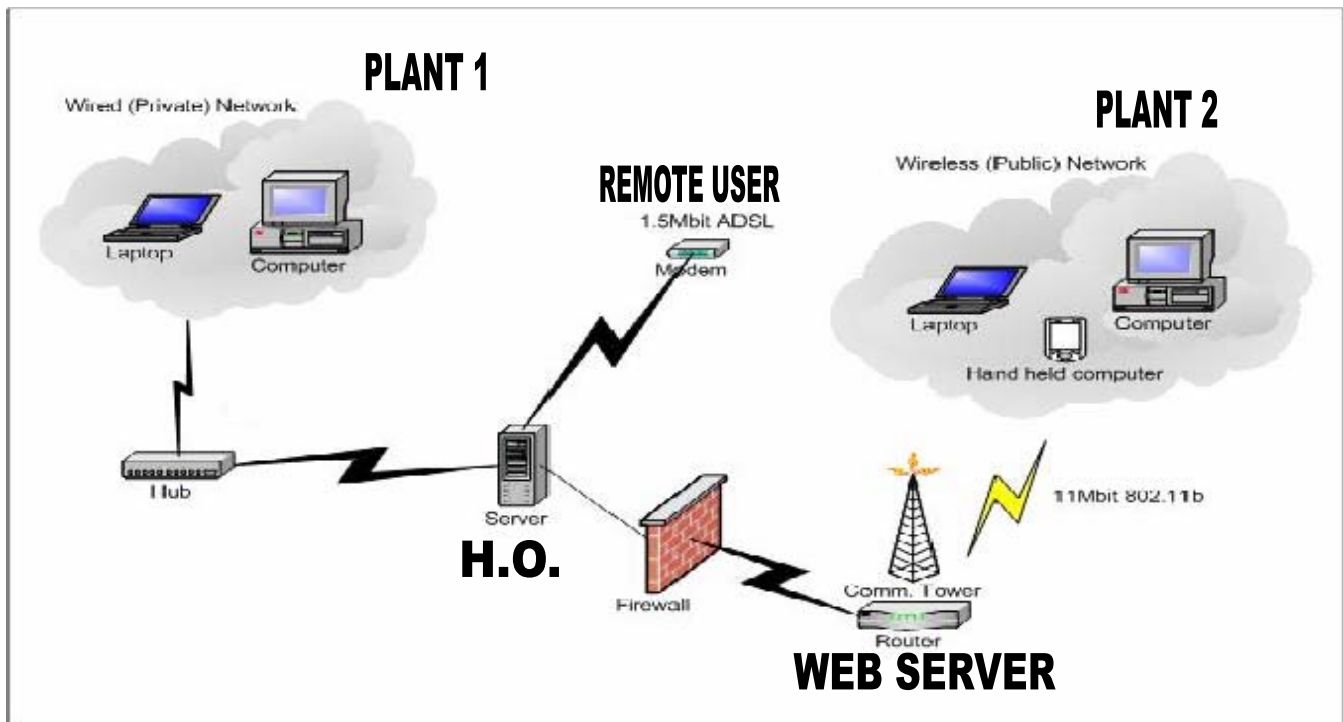 PLANT 1
Wired (Private) Network
Laptop
Computer
REMOTE USER
1.5Mbit ADSL
Modem
PLANT 2
Wireless (Public) Network
Laptop
Computer
Hand held computer
Hub
Server
H.O.
Firewall
11Mbit 802.11b
Comm. Tower
Router
WEB SERVER